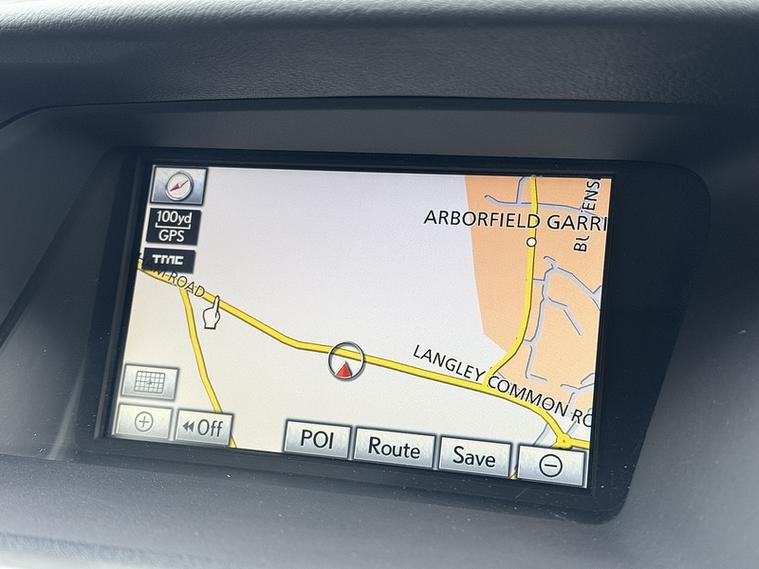 100yd
GPS
TMC
ARBORFIELD GARRI
ROAD
LANGLEY COMMON RO
Off
POI
Route
Save